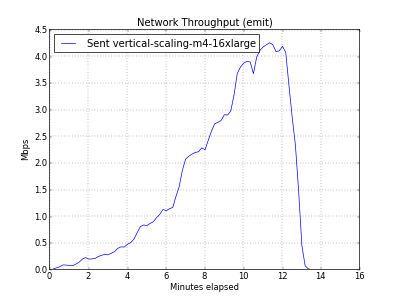 Network Throughput (emit)
Sent vertical-scaling-m4-16xlarge
Mbps
4.5
4.0
3.5
3.0
2.5
2.0
1.5
1.0
0.5
0.0
0 2 4 6 8 10 12 14 16
Minutes elapsed